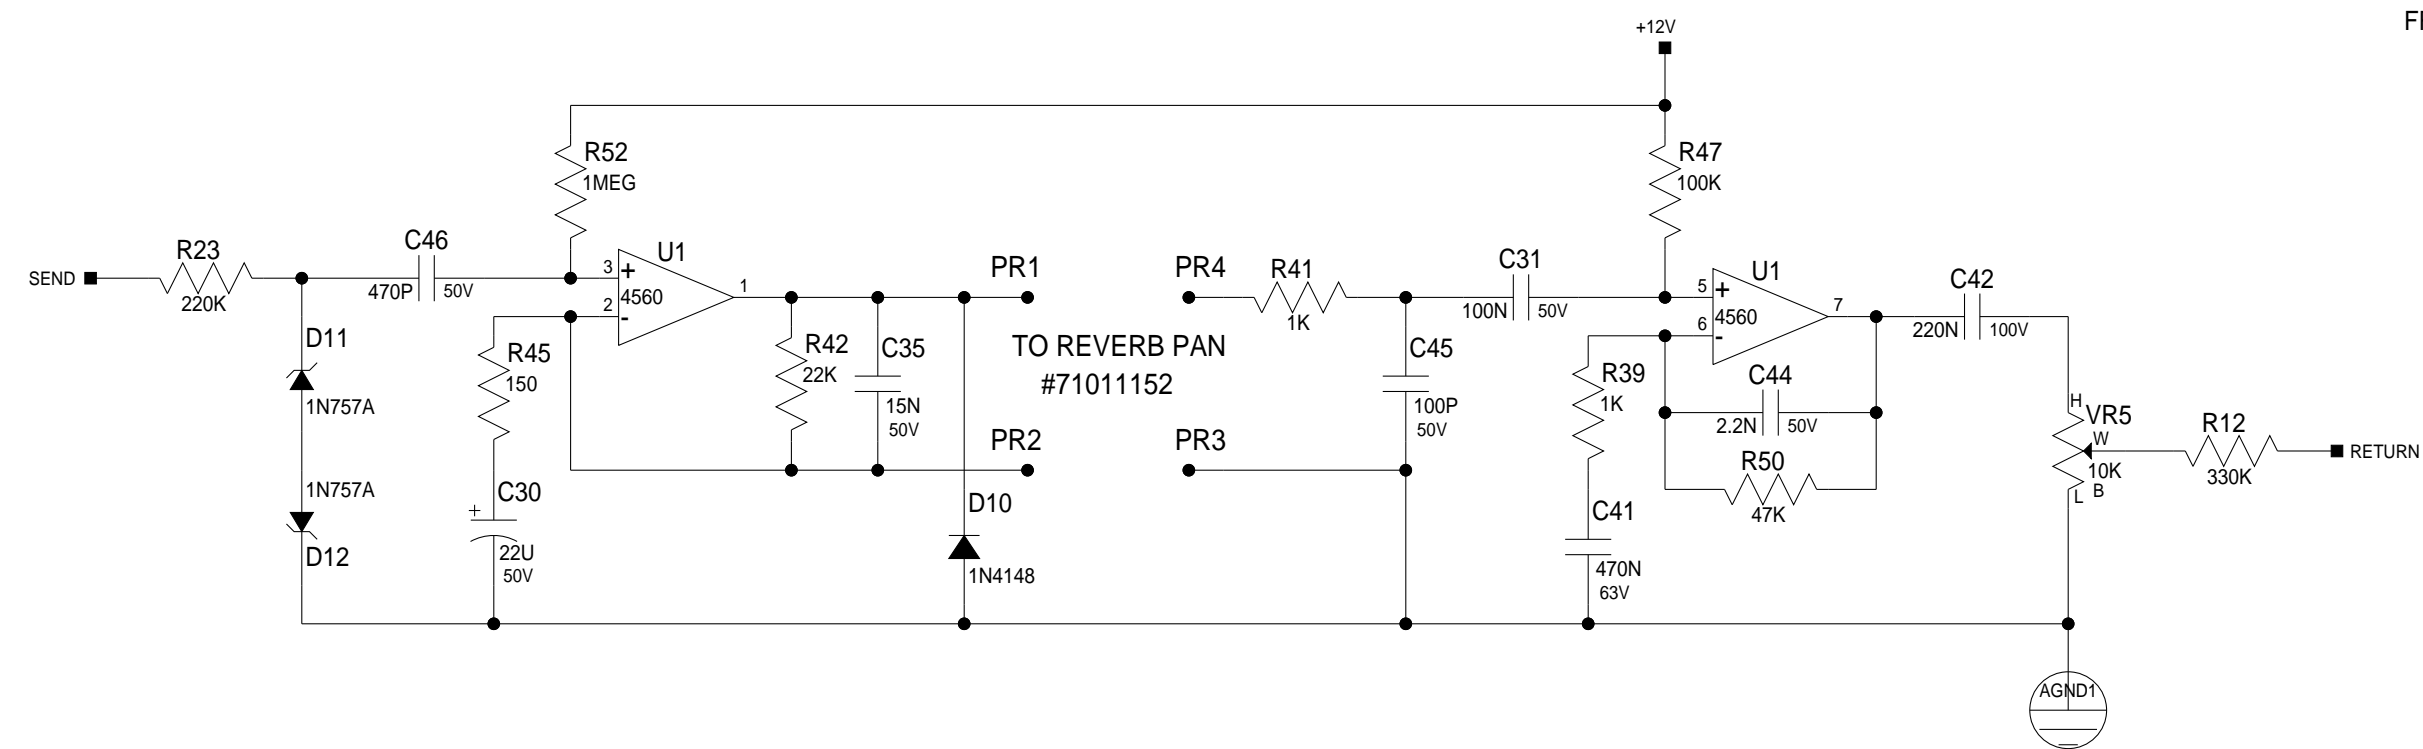 +12V
FI
R52
1MEG
R47
100K
SEND
R23
220K
C46
470P
50V
3
+
2
-
U1
4560
1
PR1
PR4
R41
1K
C31
100N
50V
5
+
6
-
U1
4560
7
C42
220N
100V
D11
1N757A
1N757A
D12
R45
150
C30
+
22U
50V
R42
22K
C35
15N
50V
TO REVERB PAN
#71011152
PR2
PR3
D10
1N4148
C45
100P
50V
R39
1K
C41
470N
63V
C44
2.2N
50V
R50
47K
H
VR5
W
10K
L
B
R12
330K
RETURN
AGND1